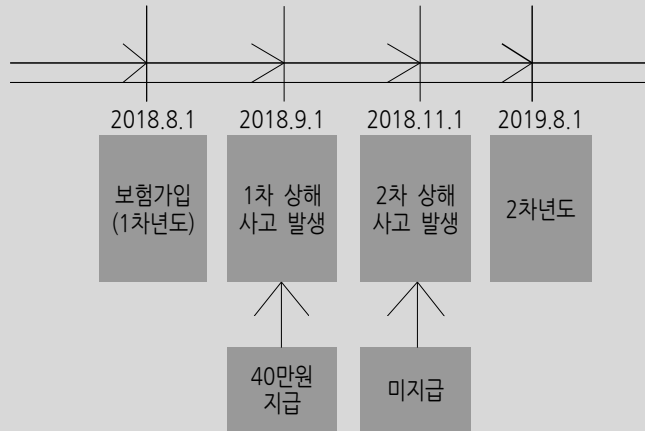 2018.8.1
2018.9.1
2018.11.1
2019.8.1
보험가입
(1차년도)
1차 상해
사고 발생
2차 상해
사고 발생
2차년도
40만원
지급
미지급